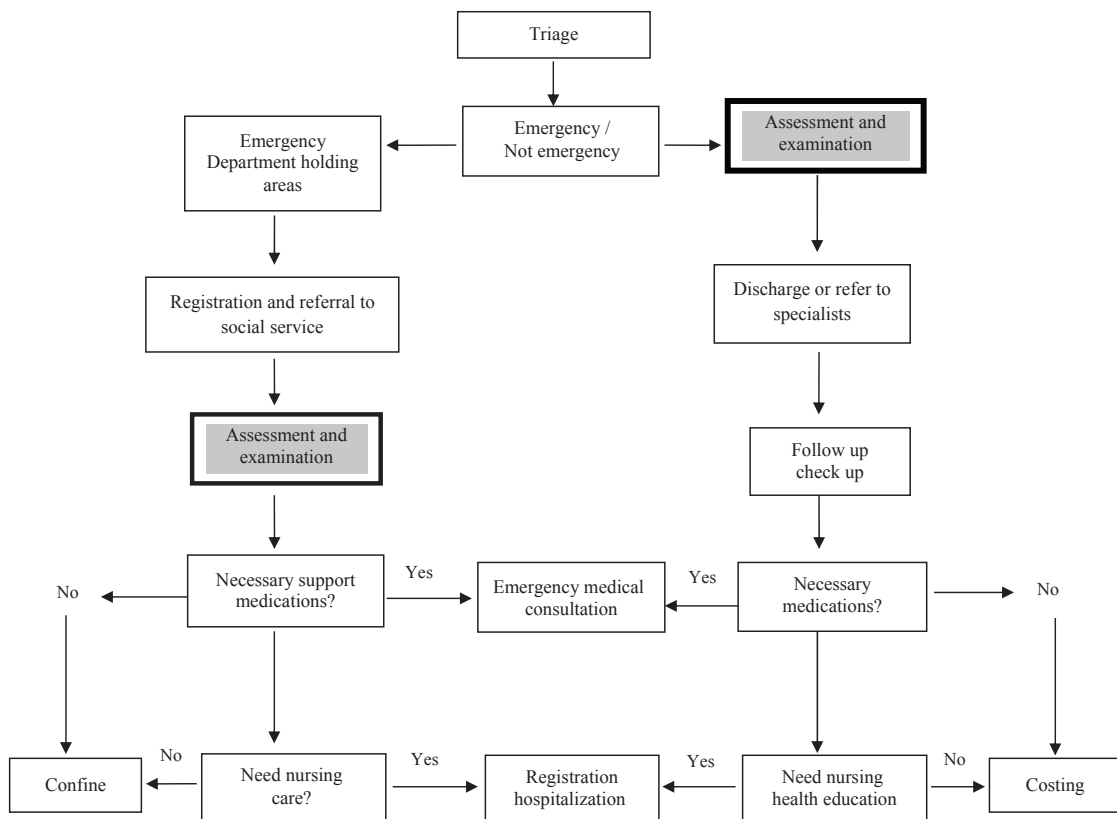 Triage
Emergency /
Not emergency
Assessment and
examination
Emergency
Department holding
areas
Registration and referral to
social service
Discharge or refer to
specialists
Assessment and
examination
Follow up
check up
No
Necessary support
medications?
Yes
Emergency medical
consultation
Yes
Necessary
medications?
No
Confine
No
Need nursing
care?
Yes
Registration
hospitalization
Yes
Need nursing
health education
No
Costing